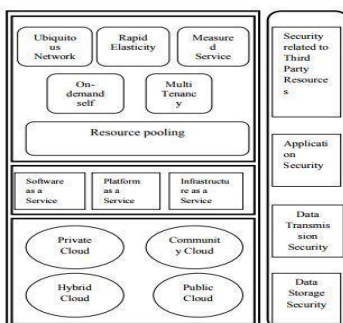 Ubiquito
us
Network
Rapid
Elasticity
Measure
d
Service
On-
demand
self
Multi
Tenanc
y
Resource pooling
Software
as a
Service
Platform
as a
Service
Infrastructu
re as a
Service
Private
Cloud
Communit
y Cloud
Hybrid
Cloud
Public
Cloud
Security
related to
Third
Party
Resource
s
Applicati
on
Security
Data
Transmis
sion
Security
Data
Storage
Security